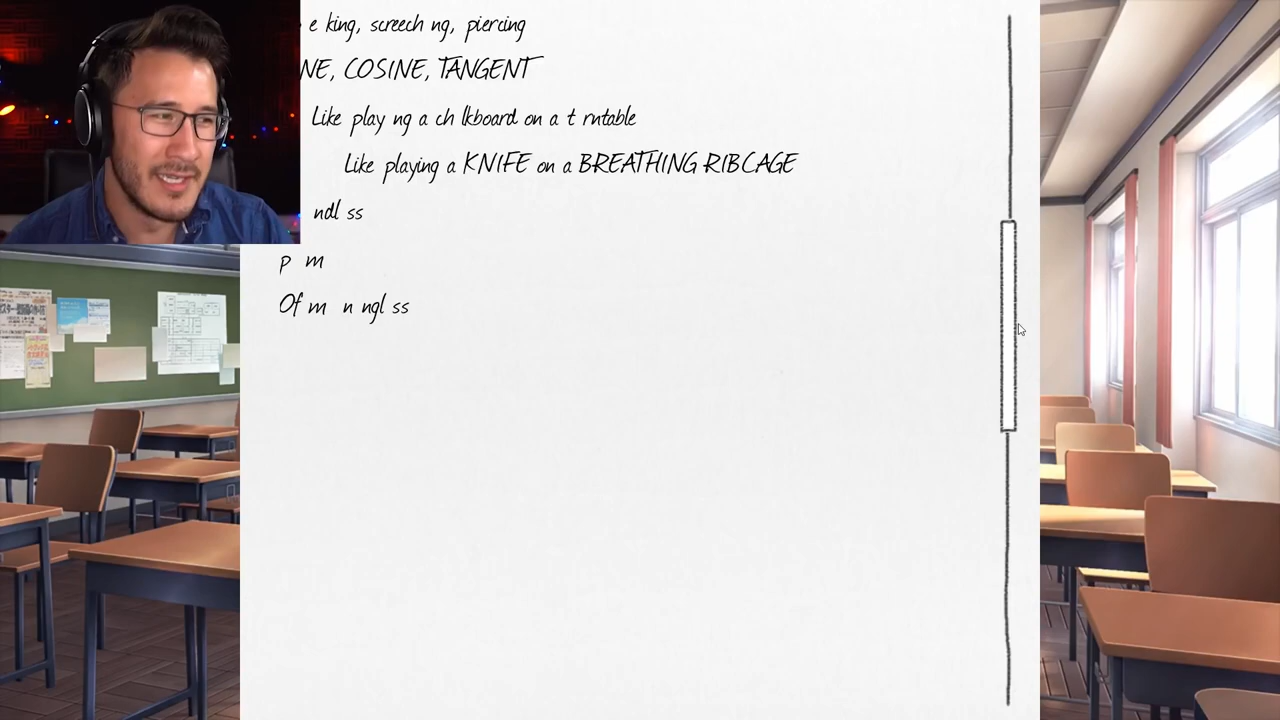 e king, screech ng, piercing
NE, COSINE, TANGENT
Like play ng a ch lkboard on a t rntable
Like playing a KNIFE on a BREATHING RIBCAGE
ndl ss
p m
Of m n ngl ss